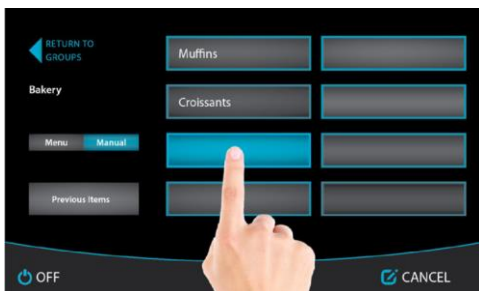 RETURN TO
GROUPS
Muffins
Bakery
Croissants
Menu Manual
Previous Items
OFF
CANCEL